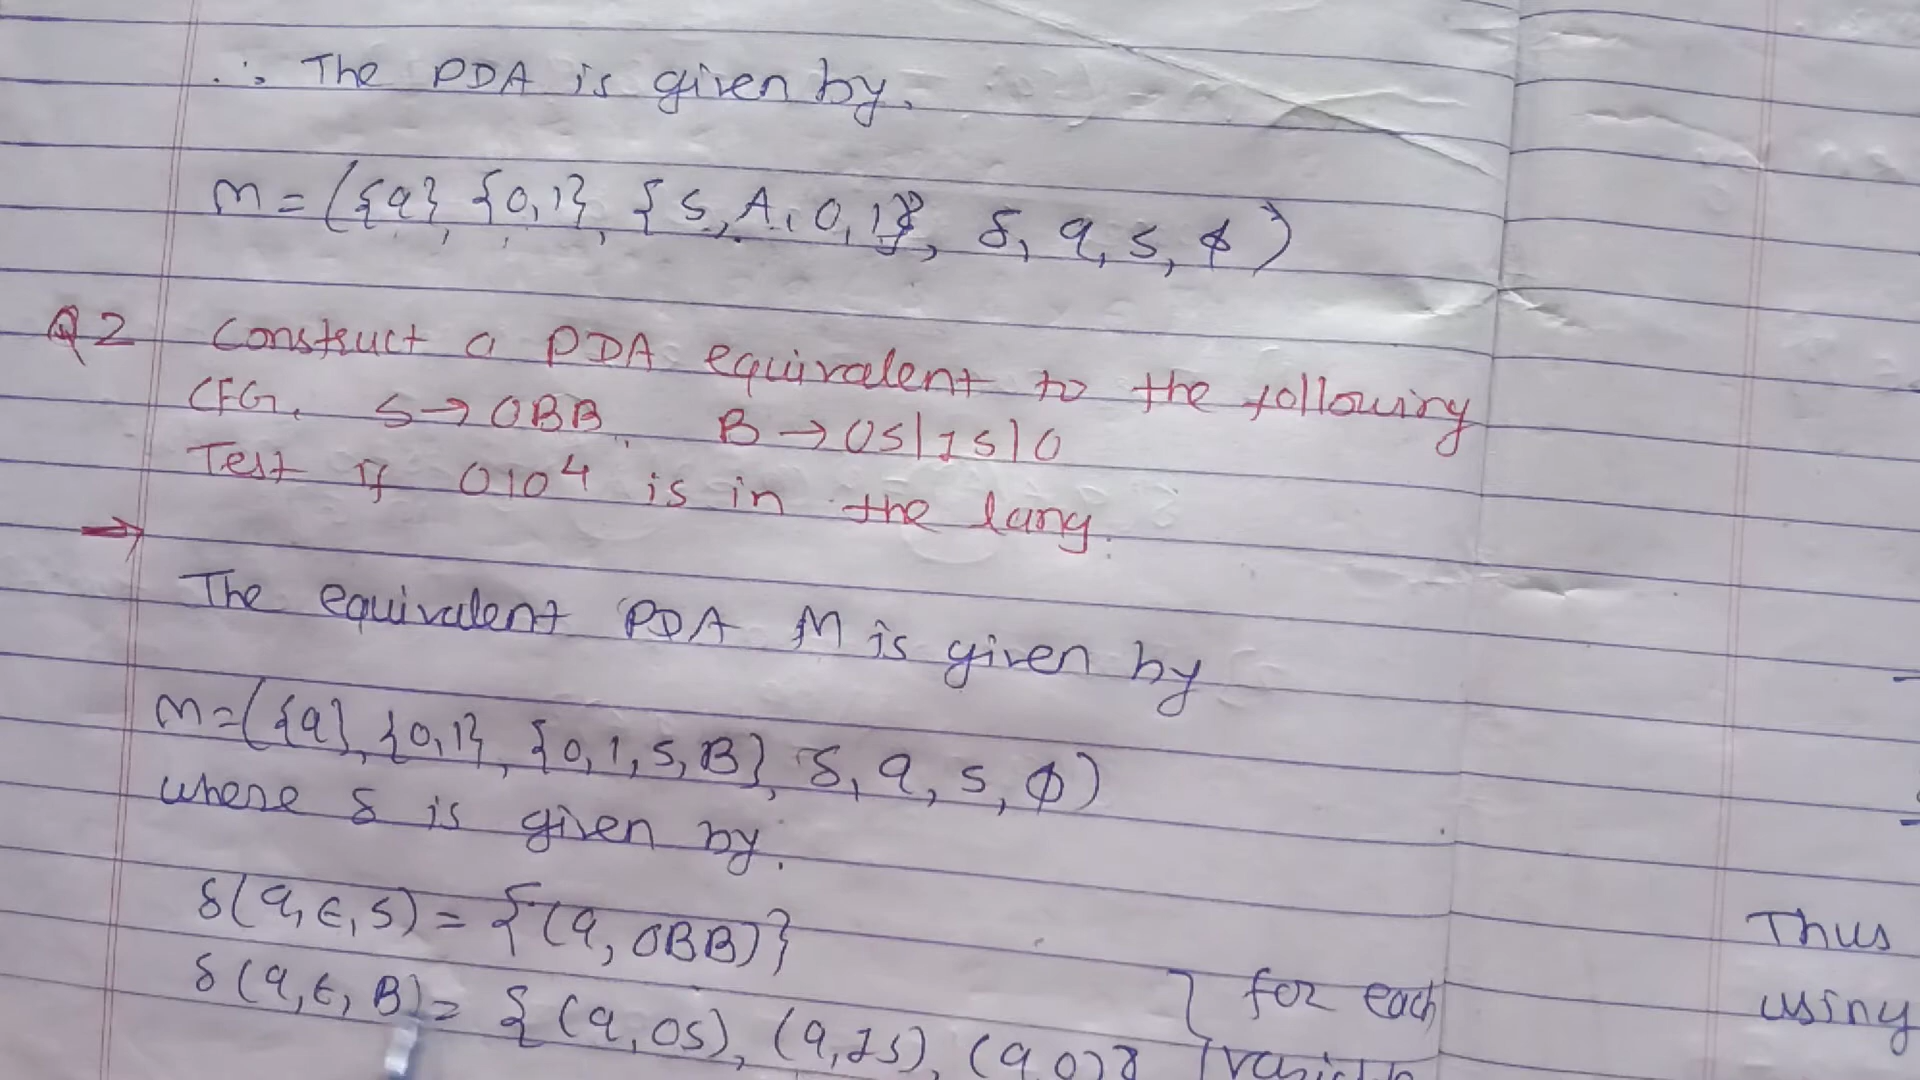 ∴ The PDA is given by.
M = ({q}, {0,1}, {S, A, 0, 1}, δ, q, S, ϕ)
Q2 Construct a PDA equivalent to the following
CFG. S → 0BB. B → 0S|1S|0
Test if 010⁴ is in the lang.
→
The equivalent PDA M is given by
M = ({q}, {0,1}, {0,1,S,B}, δ, q, S, ϕ)
where δ is given by.
δ(q,ε,S) = {(q, 0BB)}
δ(q,ε,B) = {(q,0S), (q,1S), (q,0)} } for each
Thus
using